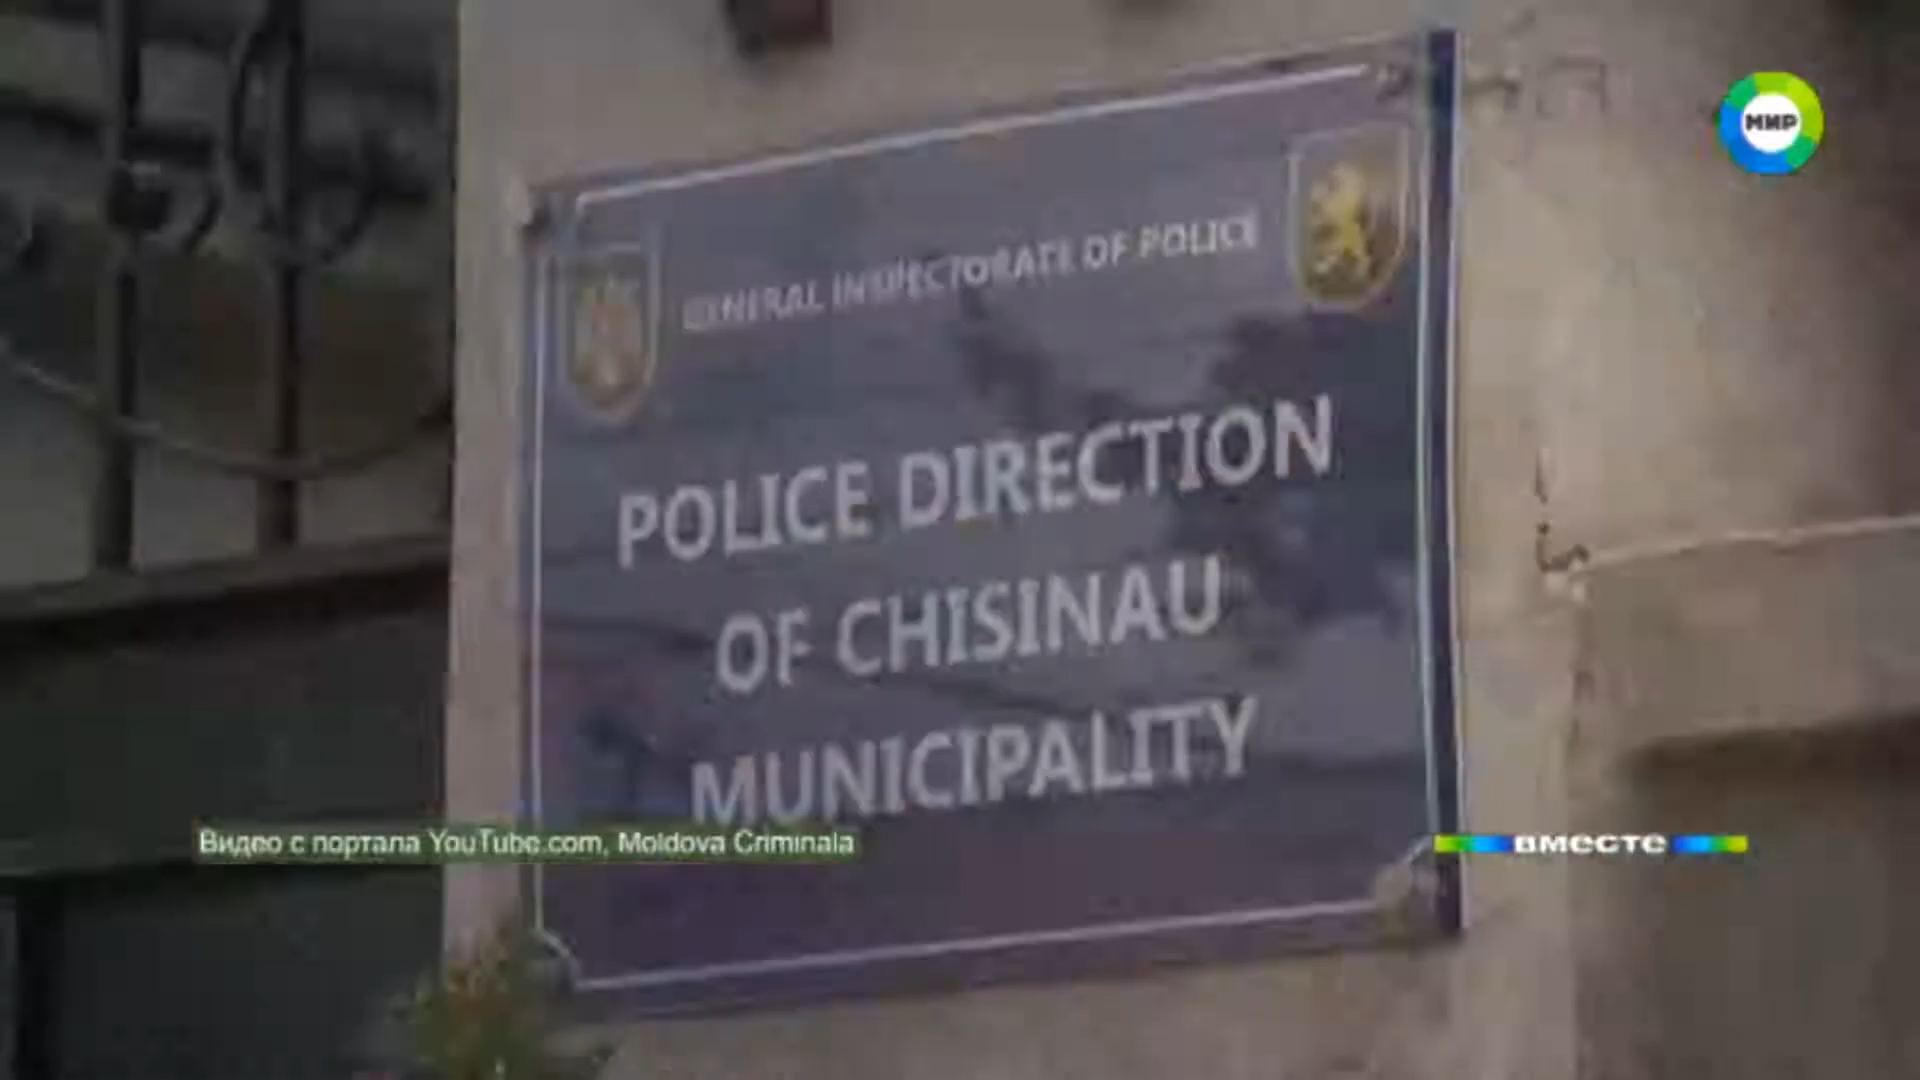 МИР
GENERAL INSPECTORATE OF POLICE
POLICE DIRECTION
OF CHISINAU
MUNICIPALITY
Видео с портала YouTube.com, Moldova Criminala
вместе